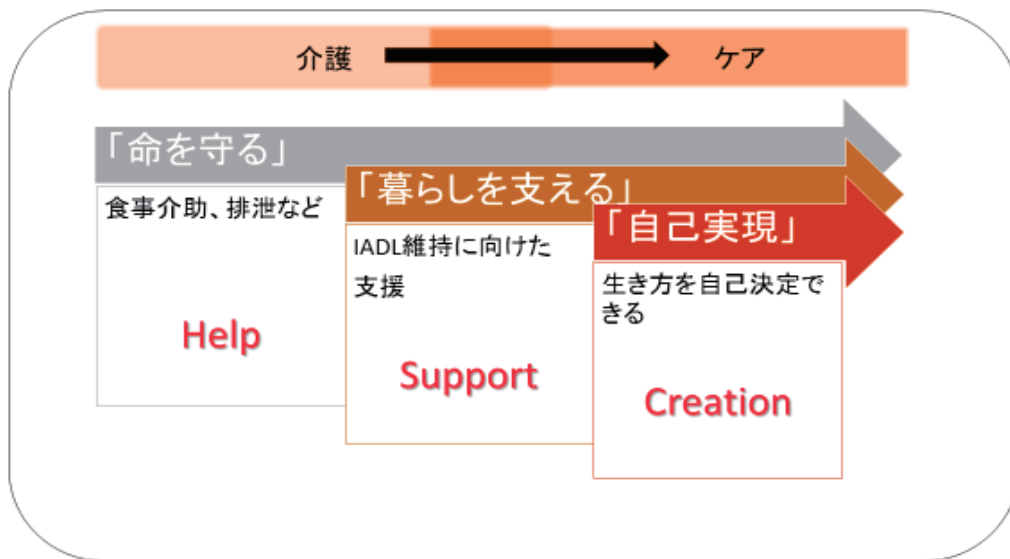 介護 ケア
「命を守る」
食事介助、排泄など
Help
「暮らしを支える」
IADL維持に向けた
支援
Support
「自己実現」
生き方を自己決定で
きる
Creation